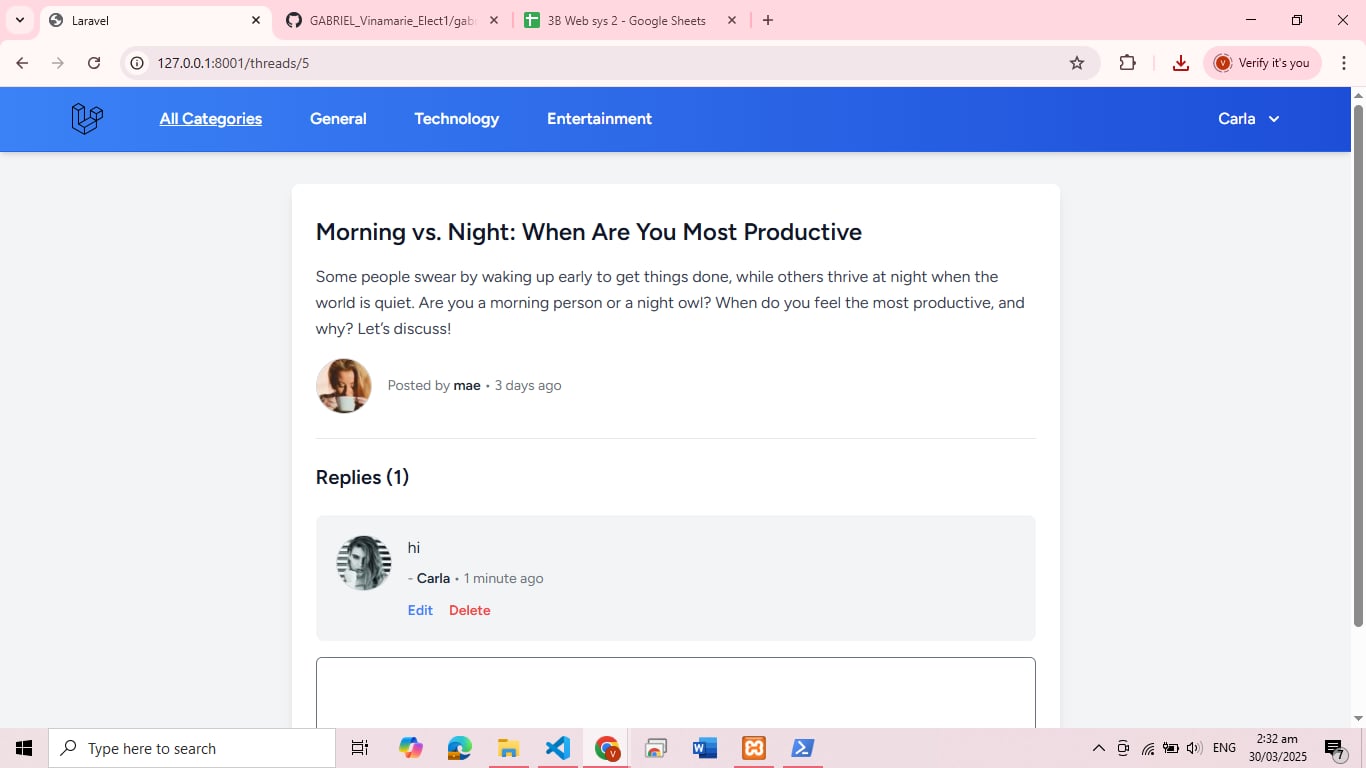 Laravel
GABRIEL_Vinamarie_Elect1/gab
3B Web sys 2 - Google Sheets
127.0.0.1:8001/threads/5
V
Verify it's you
All Categories
General
Technology
Entertainment
Carla
Morning vs. Night: When Are You Most Productive
Some people swear by waking up early to get things done, while others thrive at night when the
world is quiet. Are you a morning person or a night owl? When do you feel the most productive, and
why? Let’s discuss!
Posted by mae • 3 days ago
Replies (1)
hi
- Carla • 1 minute ago
Edit Delete
Type here to search
ENG
2:32 am
30/03/2025
7